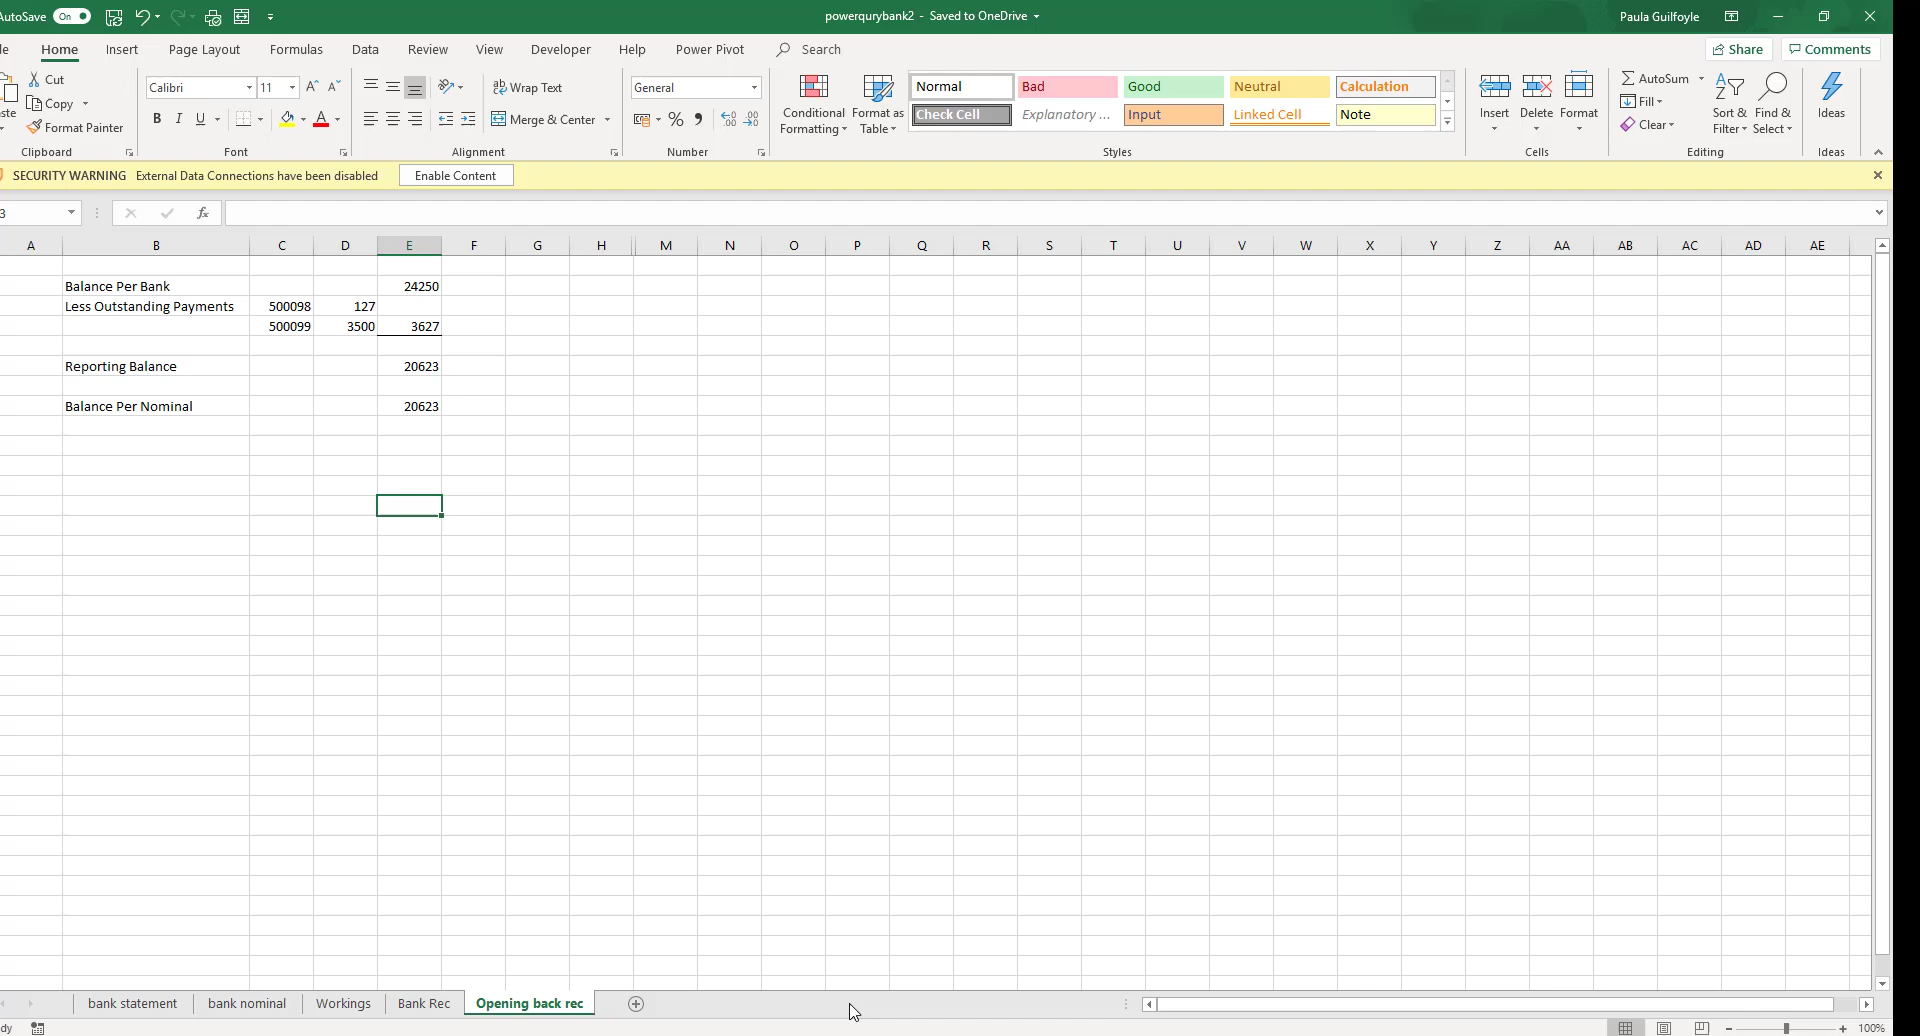 AutoSave On powerqurybank2 - Saved to OneDrive Paula Guilfoyle
Home Insert Page Layout Formulas Data Review View Developer Help Power Pivot Search Share Comments
Cut
Copy
Format Painter
Clipboard
Calibri 11
B I U
Font
Wrap Text
Merge & Center
Alignment
General
Number
Conditional Formatting
Format as Table
Normal Bad Good Neutral Calculation
Check Cell Explanatory ... Input Linked Cell Note
Styles
Insert Delete Format
Cells
AutoSum
Fill
Clear
Sort & Filter
Find & Select
Editing
Ideas
Ideas
SECURITY WARNING External Data Connections have been disabled Enable Content
3 fx
A B C D E F G H M N O P Q R S T U V W X Y Z AA AB AC AD AE
Balance Per Bank 24250
Less Outstanding Payments 500098 127
500099 3500 3627
Reporting Balance 20623
Balance Per Nominal 20623
bank statement bank nominal Workings Bank Rec Opening back rec
100%